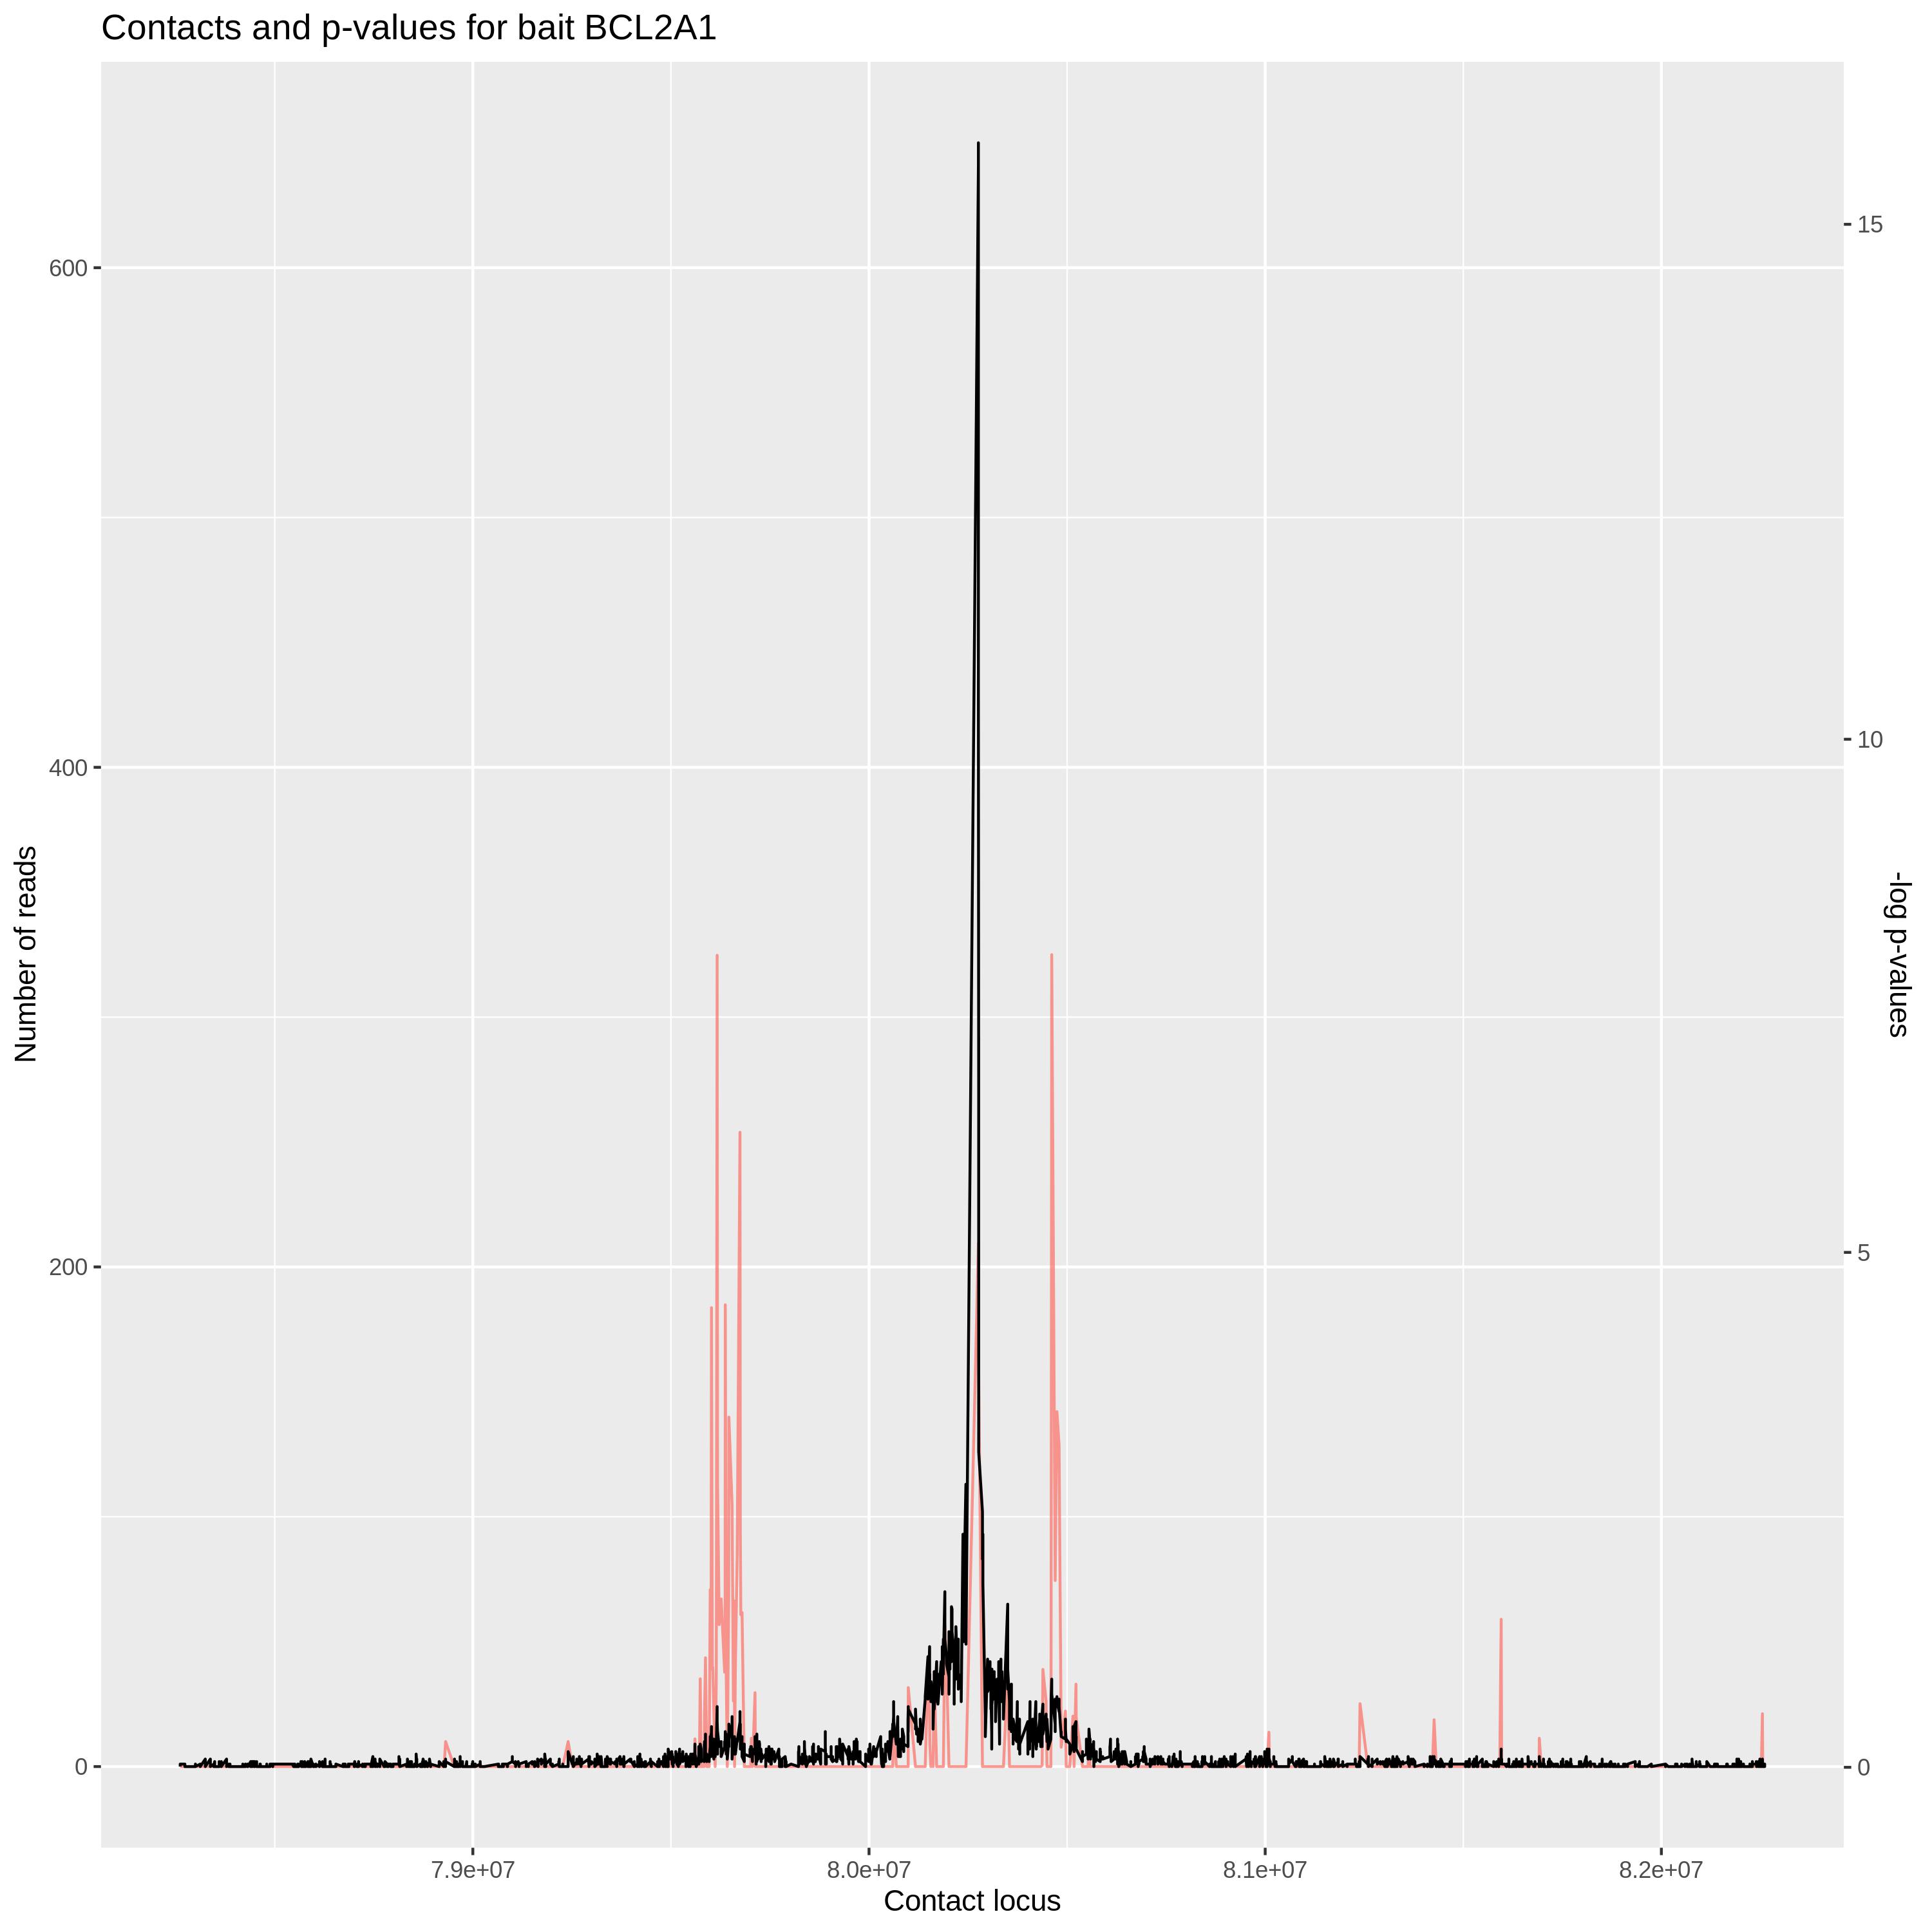 Contacts and p-values for bait BCL2A1
600
400
200
0
Number of reads
15
10
5
0
-log p-values
7.9e+07 8.0e+07 8.1e+07 8.2e+07
Contact locus